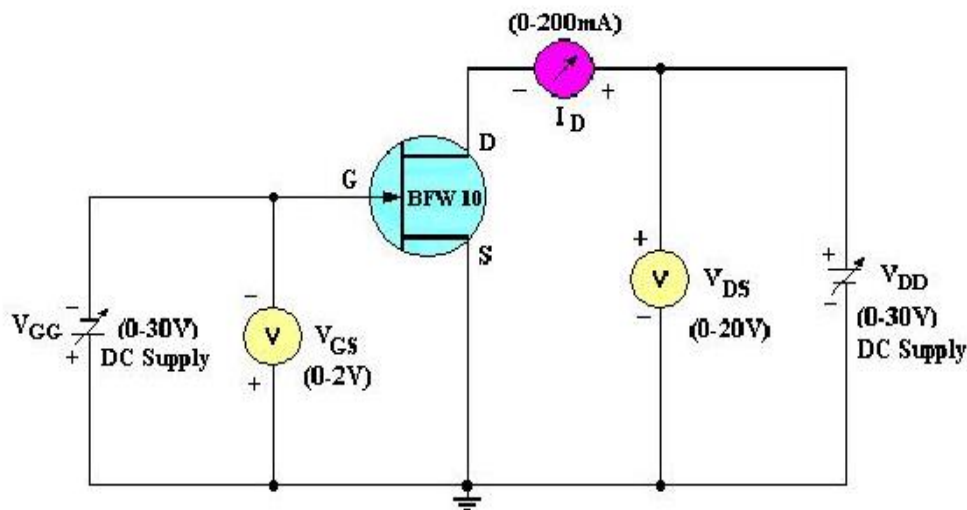 (0-200mA)
− +
I D
D
G
BFW 10
S
+
V DS
−
(0-20V)
+
V DD
−
(0-30V)
DC Supply
−
V GG
+
(0-30V)
DC Supply
−
V
V GS
+
(0-2V)
V